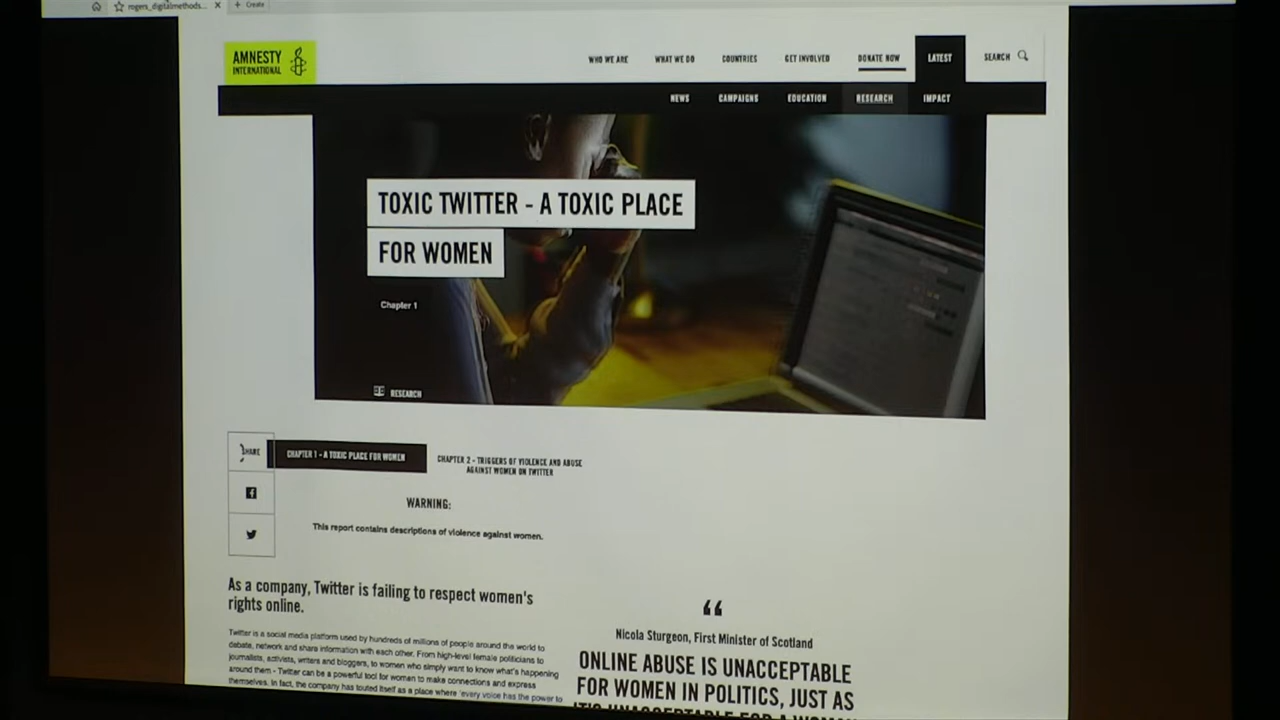 rogers_digitalmethods...
Create
AMNESTY
INTERNATIONAL
WHO WE ARE
WHAT WE DO
COUNTRIES
GET INVOLVED
DONATE NOW
LATEST
SEARCH
NEWS
CAMPAIGNS
EDUCATION
RESEARCH
IMPACT
TOXIC TWITTER - A TOXIC PLACE
FOR WOMEN
Chapter 1
RESEARCH
SHARE
CHAPTER 1 - A TOXIC PLACE FOR WOMEN
CHAPTER 2 - TRIGGERS OF VIOLENCE AND ABUSE
AGAINST WOMEN ON TWITTER
WARNING:
This report contains descriptions of violence against women.
As a company, Twitter is failing to respect women's
rights online.
Twitter is a social media platform used by hundreds of millions of people around the world to
debate, network and share information with each other. From high-level female politicians to
journalists, activists, writers and bloggers, to women who simply want to know what's happening
around them - Twitter can be a powerful tool for women to make connections and express
themselves. In fact, the company has touted itself as a place where 'every voice has the power to
“
Nicola Sturgeon, First Minister of Scotland
ONLINE ABUSE IS UNACCEPTABLE
FOR WOMEN IN POLITICS, JUST AS
IT'S UNACCEPTABLE FOR A WOMAN